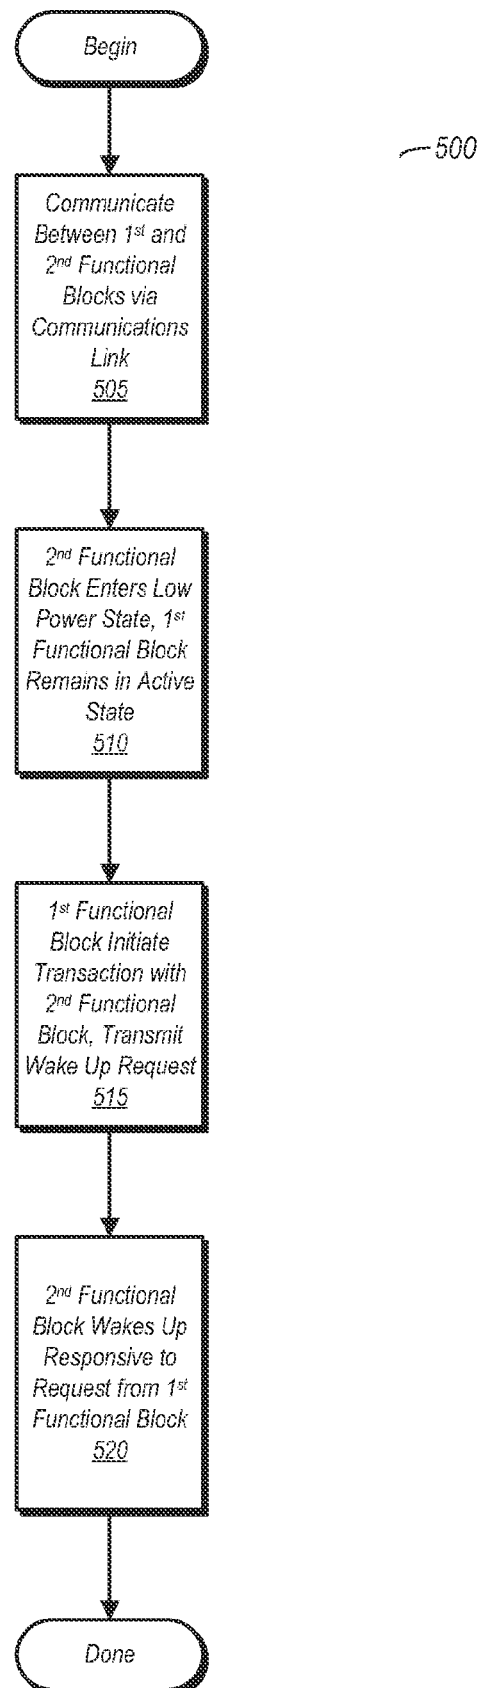 Begin
500
Communicate
Between 1st and
2nd Functional
Blocks via
Communications
Link
505
2nd Functional
Block Enters Low
Power State, 1st
Functional Block
Remains in Active
State
510
1st Functional
Block Initiate
Transaction with
2nd Functional
Block, Transmit
Wake Up Request
515
2nd Functional
Block Wakes Up
Responsive to
Request from 1st
Functional Block
520
Done